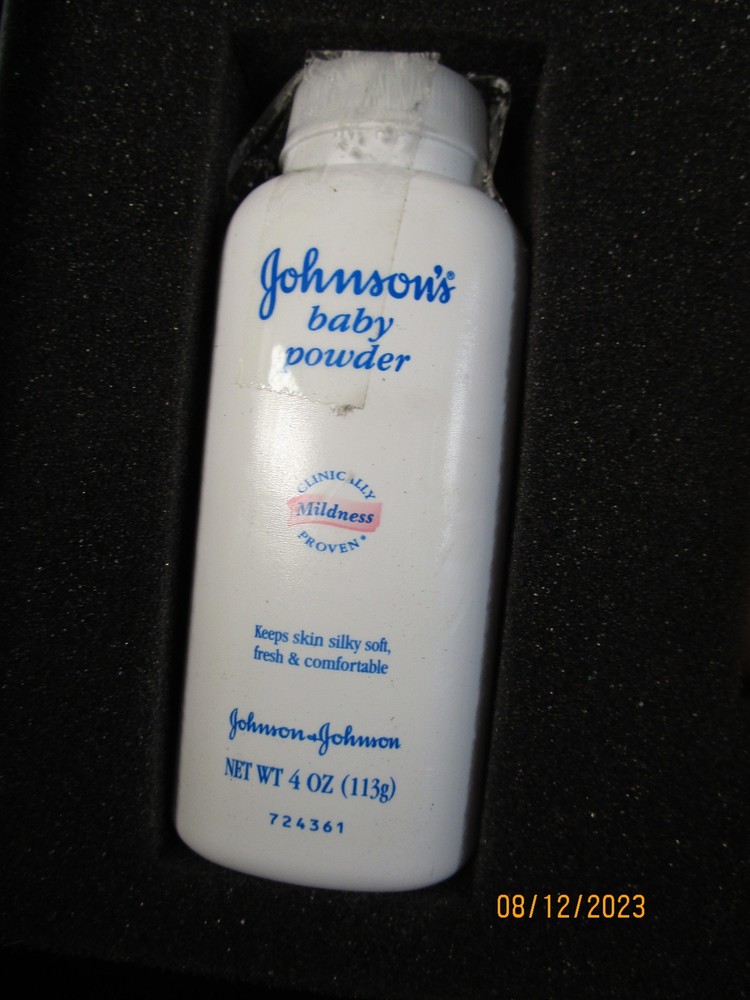 Johnson's®
baby
powder
CLINICALLY
Mildness
PROVEN*
Keeps skin silky soft,
fresh & comfortable
Johnson & Johnson
NET WT 4 OZ (113g)
724361
08/12/2023